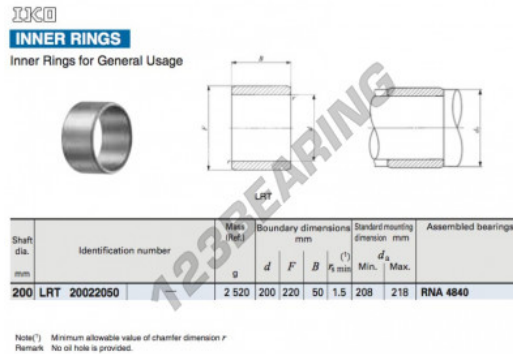 IKO
INNER RINGS
Inner Rings for General Usage
B
F
d
r
r
dₐ
LRT
123BEARING
Shaft dia. mm Identification number Mass (Ref.) g Boundary dimensions mm d F B rs min (¹) Standard mounting dimension mm da Min. Max. Assembled bearings
200 LRT 20022050 — 2 520 200 220 50 1.5 208 218 RNA 4840
Note(¹) Minimum allowable value of chamfer dimension r
Remark No oil hole is provided.